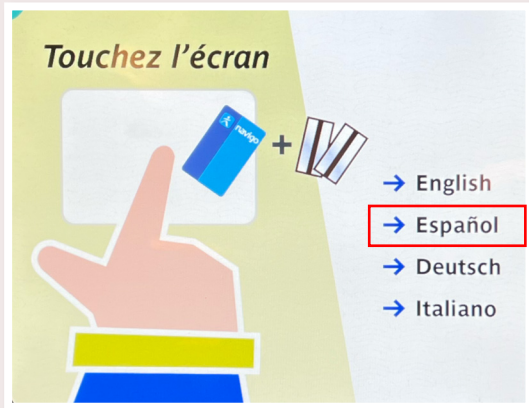 Touchez l'écran
navigo
+
→ English
→ Español
→ Deutsch
→ Italiano